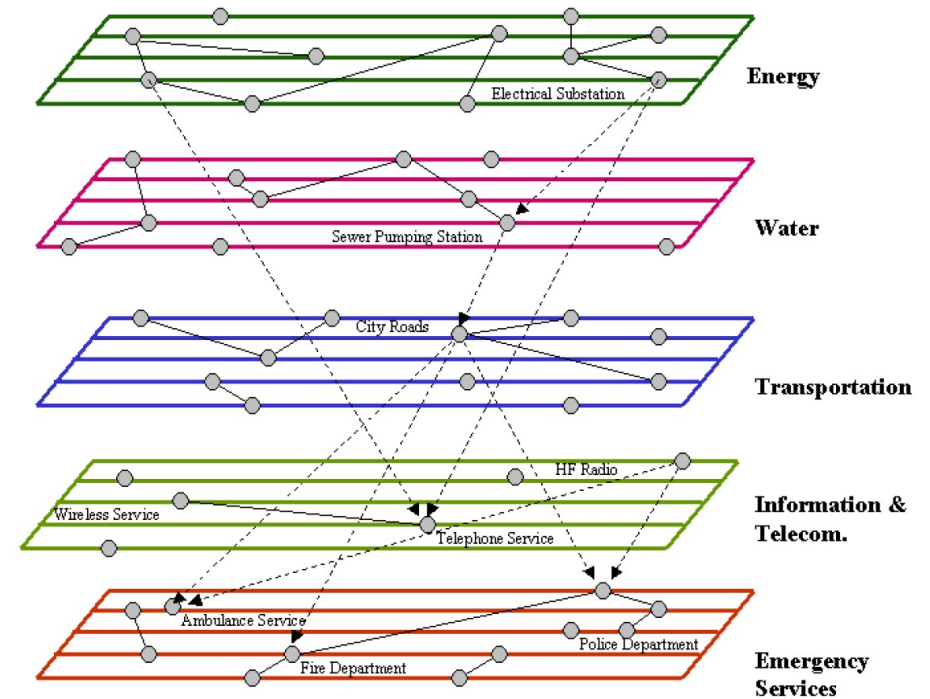 Electrical Substation
Energy
Water
Sewer Pumping Station
City Roads
Transportation
HF Radio
Wireless Service
Information &
Telecom.
Telephone Service
Ambulance Service
Police Department
Fire Department
Emergency
Services